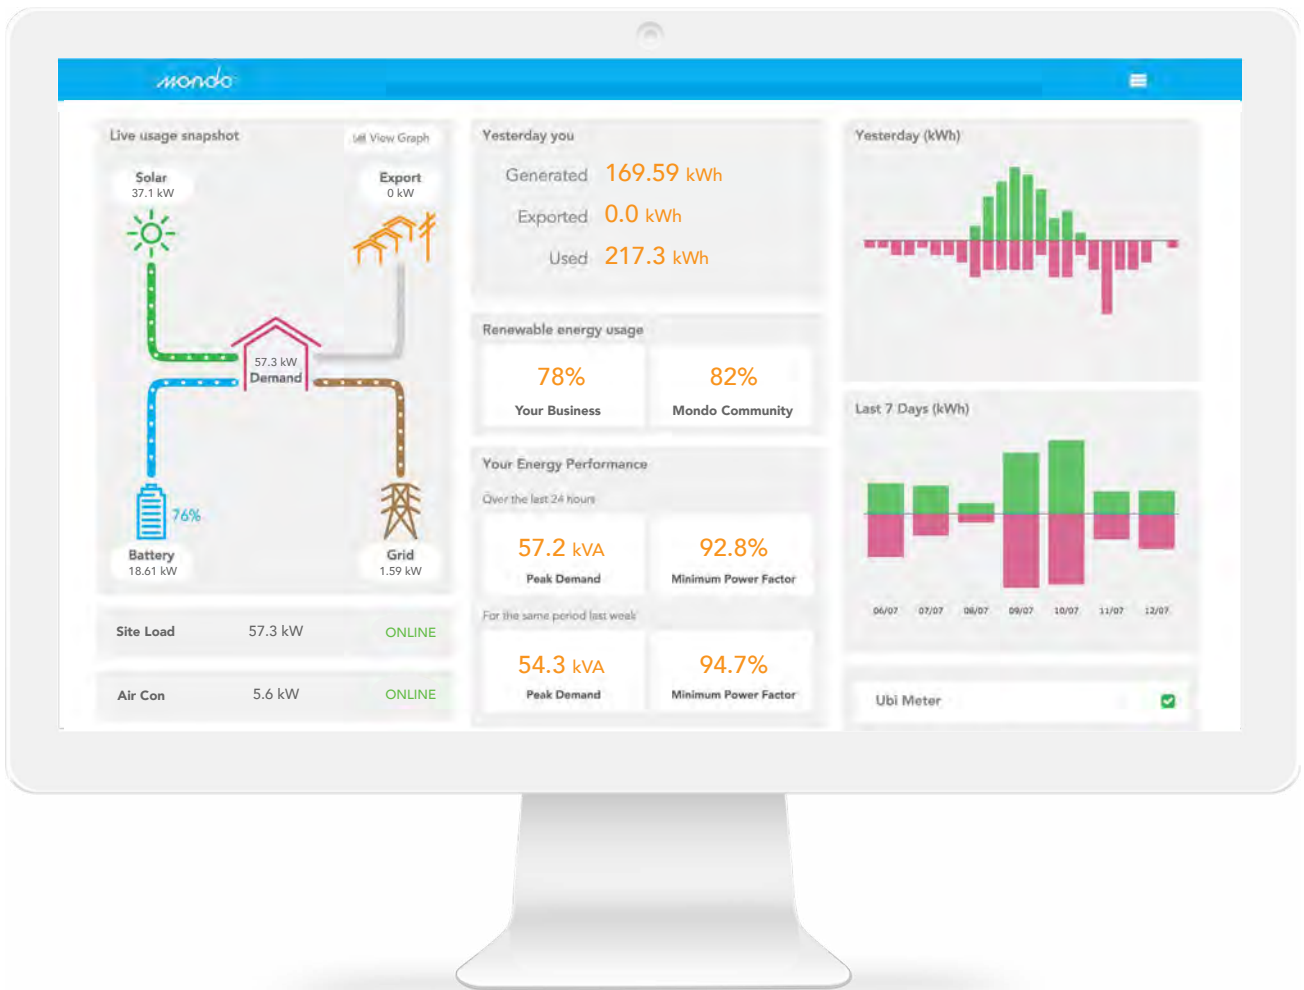 mondo
Live usage snapshot
View Graph
Solar
37.1 kW
Export
0 kW
57.3 kW
Demand
76%
Battery
18.61 kW
Grid
1.59 kW
Site Load 57.3 kW ONLINE
Air Con 5.6 kW ONLINE
Yesterday you
Generated 169.59 kWh
Exported 0.0 kWh
Used 217.3 kWh
Renewable energy usage
78%
Your Business
82%
Mondo Community
Your Energy Performance
Over the last 24 hours
57.2 kVA
Peak Demand
92.8%
Minimum Power Factor
For the same period last week
54.3 kVA
Peak Demand
94.7%
Minimum Power Factor
Yesterday (kWh)
Last 7 Days (kWh)
06/07 07/07 08/07 09/07 10/07 11/07 12/07
Ubi Meter